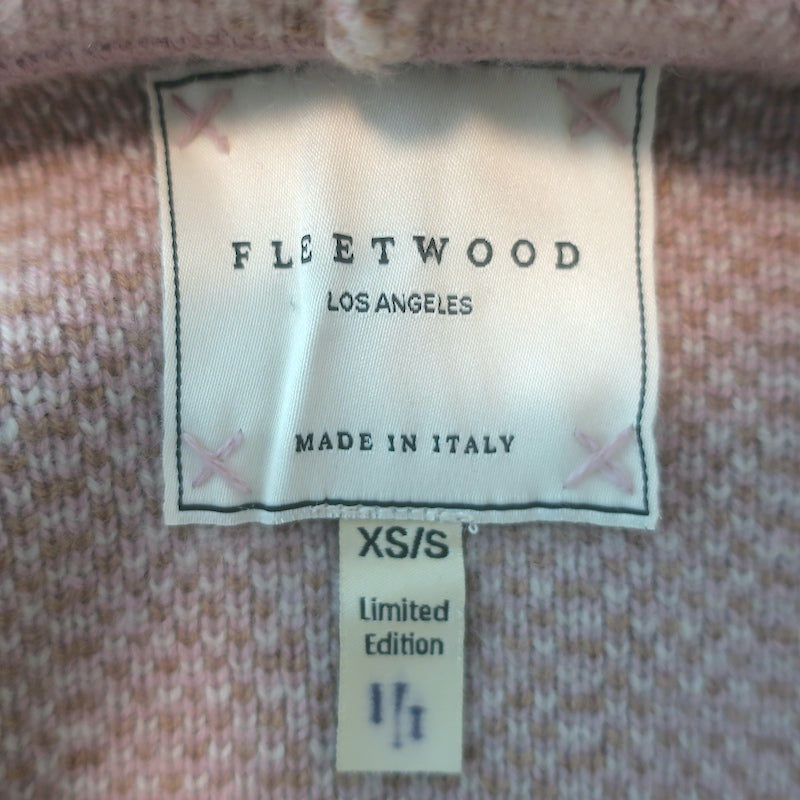 FLEETWOOD
LOS ANGELES
MADE IN ITALY
XS/S
Limited
Edition
1/1